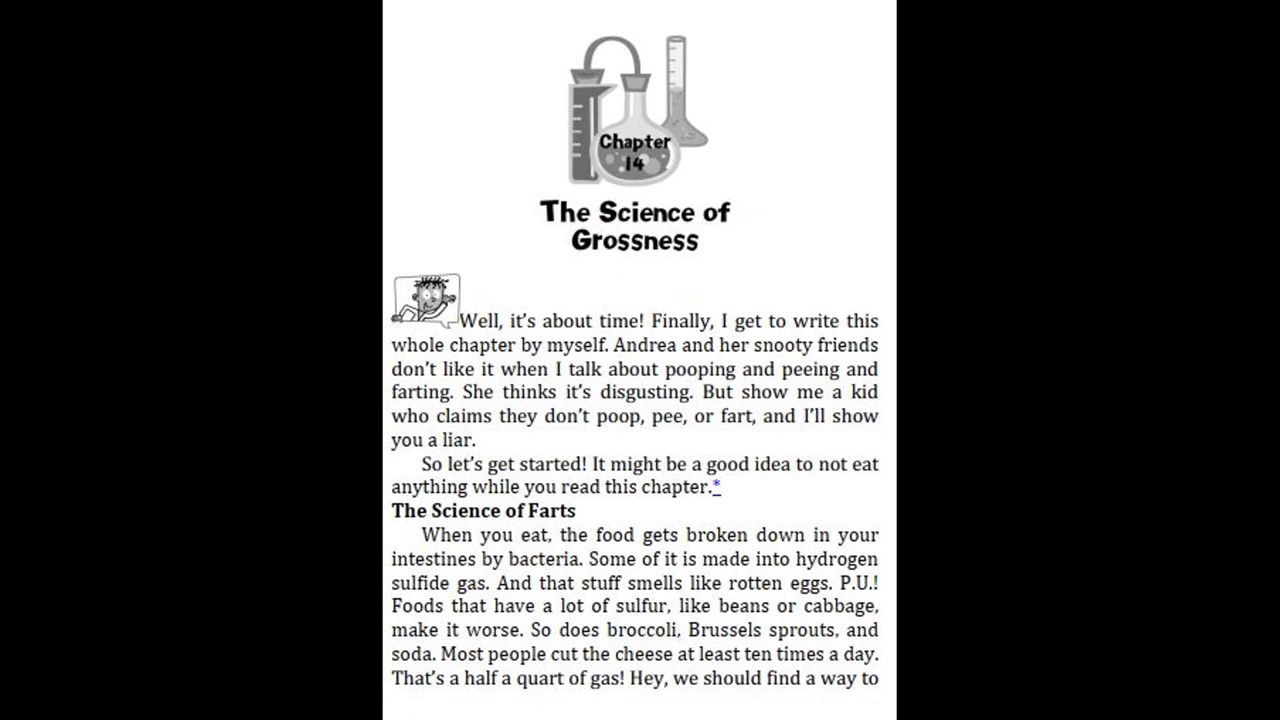 Chapter
14
The Science of
Grossness
Well, it’s about time! Finally, I get to write this
whole chapter by myself. Andrea and her snooty friends
don’t like it when I talk about pooping and peeing and
farting. She thinks it’s disgusting. But show me a kid
who claims they don’t poop, pee, or fart, and I’ll show
you a liar.
So let’s get started! It might be a good idea to not eat
anything while you read this chapter.*
The Science of Farts
When you eat, the food gets broken down in your
intestines by bacteria. Some of it is made into hydrogen
sulfide gas. And that stuff smells like rotten eggs. P.U.!
Foods that have a lot of sulfur, like beans or cabbage,
make it worse. So does broccoli, Brussels sprouts, and
soda. Most people cut the cheese at least ten times a day.
That’s a half a quart of gas! Hey, we should find a way to